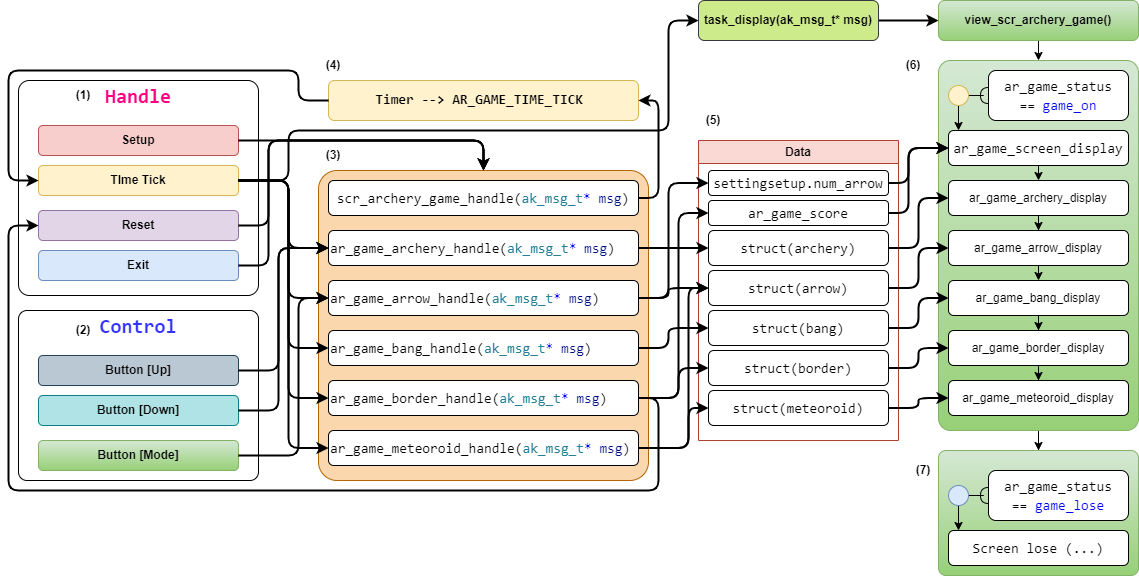 task_display(ak_msg_t* msg)
view_scr_archery_game()
(4)
Timer --> AR_GAME_TIME_TICK
(1)
Handle
Setup
TIme Tick
Reset
Exit
(2)
Control
Button [Up]
Button [Down]
Button [Mode]
(3)
scr_archery_game_handle(ak_msg_t* msg)
ar_game_archery_handle(ak_msg_t* msg)
ar_game_arrow_handle(ak_msg_t* msg)
ar_game_bang_handle(ak_msg_t* msg)
ar_game_border_handle(ak_msg_t* msg)
ar_game_meteoroid_handle(ak_msg_t* msg)
(5)
Data
settingsetup.num_arrow
ar_game_score
struct(archery)
struct(arrow)
struct(bang)
struct(border)
struct(meteoroid)
(6)
ar_game_status
== game_on
ar_game_screen_display
ar_game_archery_display
ar_game_arrow_display
ar_game_bang_display
ar_game_border_display
ar_game_meteoroid_display
(7)
ar_game_status
== game_lose
Screen lose (...)